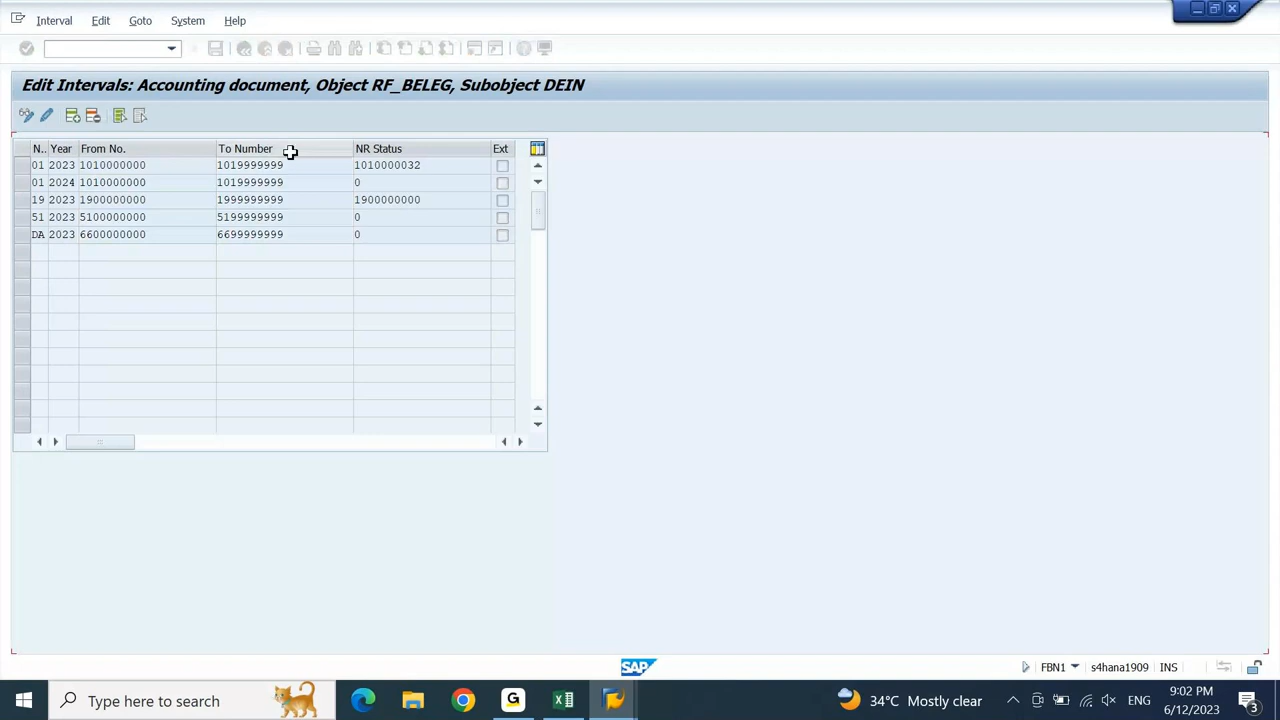 Interval Edit Goto System Help
Edit Intervals: Accounting document, Object RF_BELEG, Subobject DEIN
N.. Year From No. To Number NR Status Ext
01 2023 1010000000 1019999999 1010000032
01 2024 1010000000 1019999999 0
19 2023 1900000000 1999999999 1900000000
51 2023 5100000000 5199999999 0
DA 2023 6600000000 6699999999 0
SAP
FBN1 s4hana1909 INS
Type here to search
34°C Mostly clear
ENG
9:02 PM
6/12/2023
3